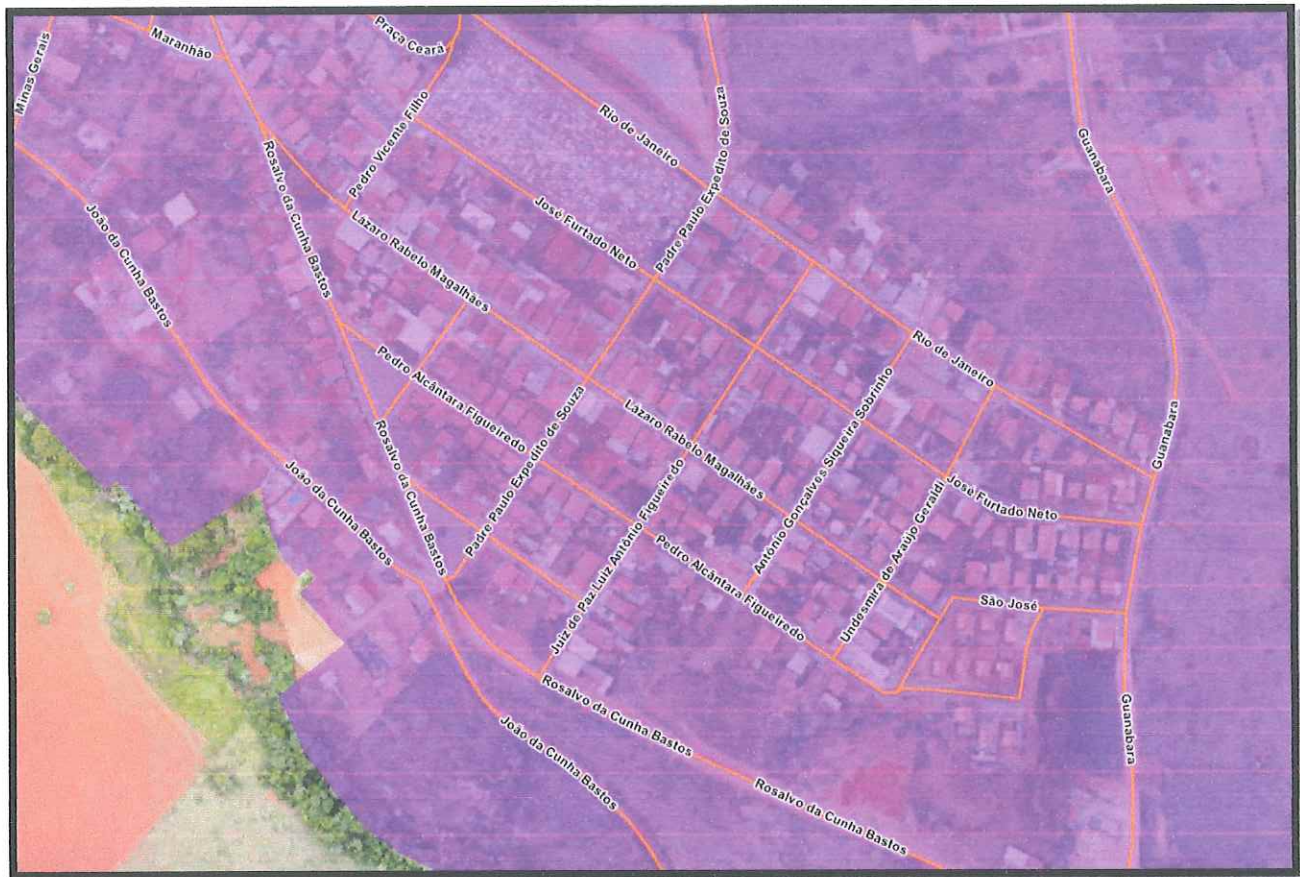 Minas Gerais
Maranhão
Praça Ceará
Pedro Vicente Filho
Rio de Janeiro
Padre Paulo Expedito de Souza
Guanabara
João da Cunha Bastos
Rosalvo da Cunha Bastos
Lázaro Rabelo Magalhães
José Furtado Neto
Pedro Alcântara Figueiredo
Rio de Janeiro
Lázaro Rabelo Magalhães
Antônio Gonçalves Siqueira Sobrinho
Guanabara
João da Cunha Bastos
Rosalvo da Cunha Bastos
Padre Paulo Expedito de Souza
Juiz de Paz Luiz Antônio Figueiredo
Pedro Alcântara Figueiredo
Undesmira de Araújo Geraldi
José Furtado Neto
São José
Rosalvo da Cunha Bastos
João da Cunha Bastos
Rosalvo da Cunha Bastos
Guanabara